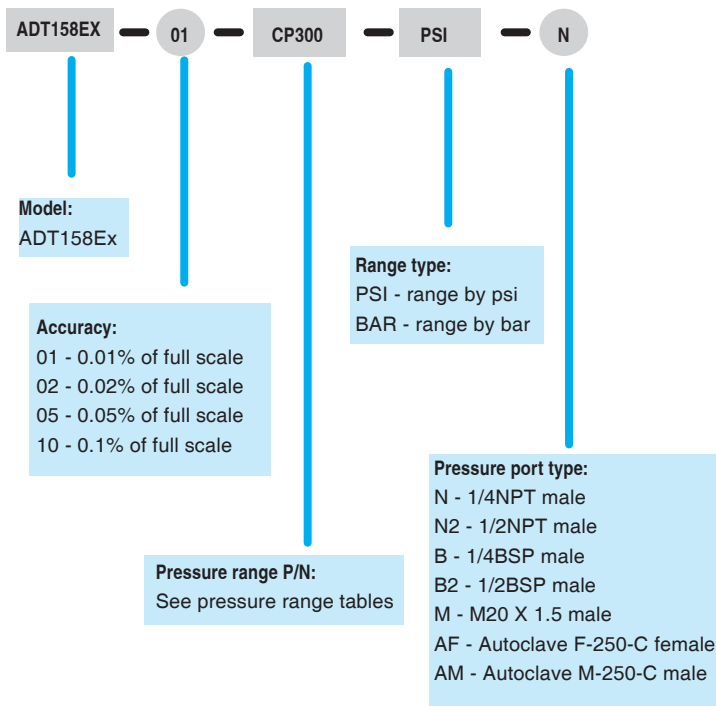 ADT158EX 01 CP300 PSI N
Model:
ADT158Ex
Accuracy:
01 - 0.01% of full scale
02 - 0.02% of full scale
05 - 0.05% of full scale
10 - 0.1% of full scale
Pressure range P/N:
See pressure range tables
Range type:
PSI - range by psi
BAR - range by bar
Pressure port type:
N - 1/4NPT male
N2 - 1/2NPT male
B - 1/4BSP male
B2 - 1/2BSP male
M - M20 X 1.5 male
AF - Autoclave F-250-C female
AM - Autoclave M-250-C male